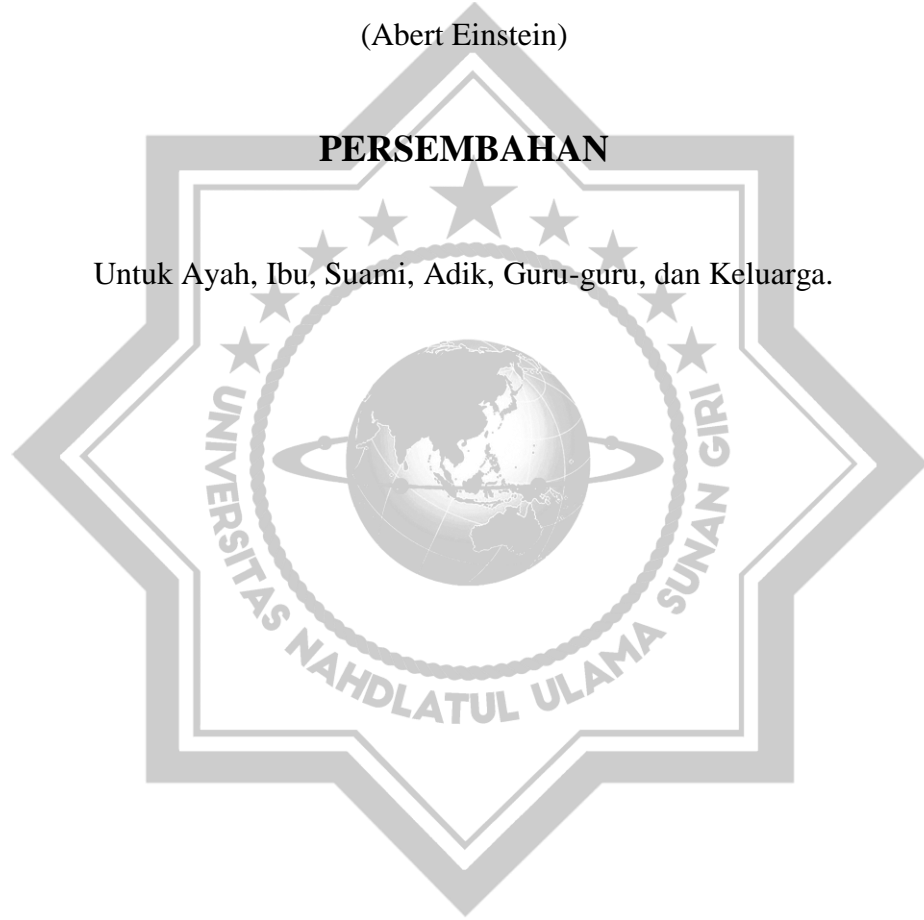 (Abert Einstein)
PERSEMBAHAN
Untuk Ayah, Ibu, Suami, Adik, Guru-guru, dan Keluarga.
UNIVERSITAS NAHDLATUL ULAMA SUNAN GIRI